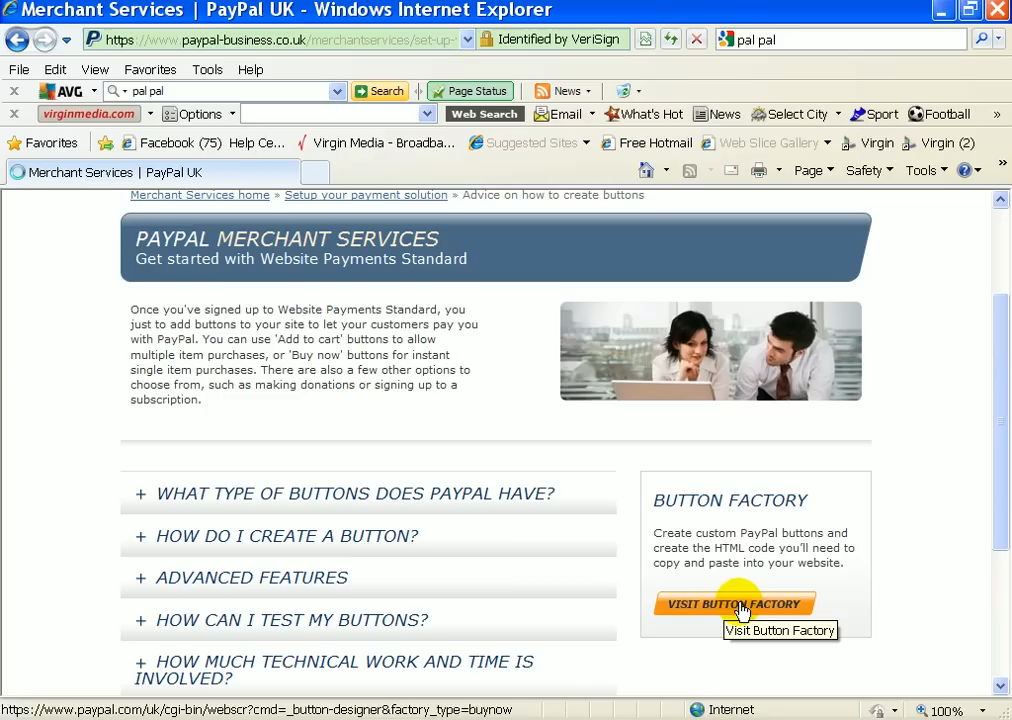 Merchant Services | PayPal UK - Windows Internet Explorer
https://www.paypal-business.co.uk/merchantservices/set-up- Identified by VeriSign pal pal
File Edit View Favorites Tools Help
x AVG pal pal Search Page Status News
x virginmedia.com Options Web Search Email What's Hot News Select City Sport Football »
Favorites Facebook (75) Help Ce... Virgin Media - Broadba... Suggested Sites Free Hotmail Web Slice Gallery Virgin Virgin (2)
Merchant Services | PayPal UK Page Safety Tools »
Merchant Services home » Setup your payment solution » Advice on how to create buttons
PAYPAL MERCHANT SERVICES
Get started with Website Payments Standard
Once you've signed up to Website Payments Standard, you
just to add buttons to your site to let your customers pay you
with PayPal. You can use 'Add to cart' buttons to allow
multiple item purchases, or 'Buy now' buttons for instant
single item purchases. There are also a few other options to
choose from, such as making donations or signing up to a
subscription.
+ WHAT TYPE OF BUTTONS DOES PAYPAL HAVE?
+ HOW DO I CREATE A BUTTON?
+ ADVANCED FEATURES
+ HOW CAN I TEST MY BUTTONS?
+ HOW MUCH TECHNICAL WORK AND TIME IS
INVOLVED?
BUTTON FACTORY
Create custom PayPal buttons and
create the HTML code you'll need to
copy and paste into your website.
VISIT BUTTON FACTORY
Visit Button Factory
https://www.paypal.com/uk/cgi-bin/webscr?cmd=_button-designer&factory_type=buynow Internet 100%